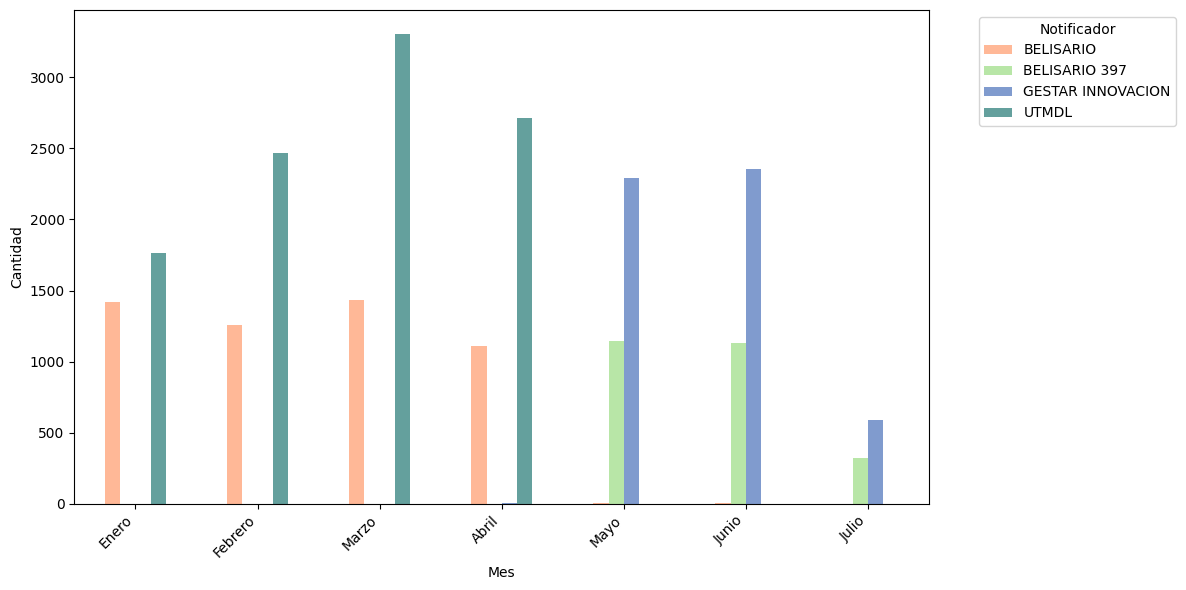 Notificador
BELISARIO
BELISARIO 397
GESTAR INNOVACION
UTMDL
Cantidad
3000
2500
2000
1500
1000
500
0
Enero
Febrero
Marzo
Abril
Mayo
Junio
Julio
Mes